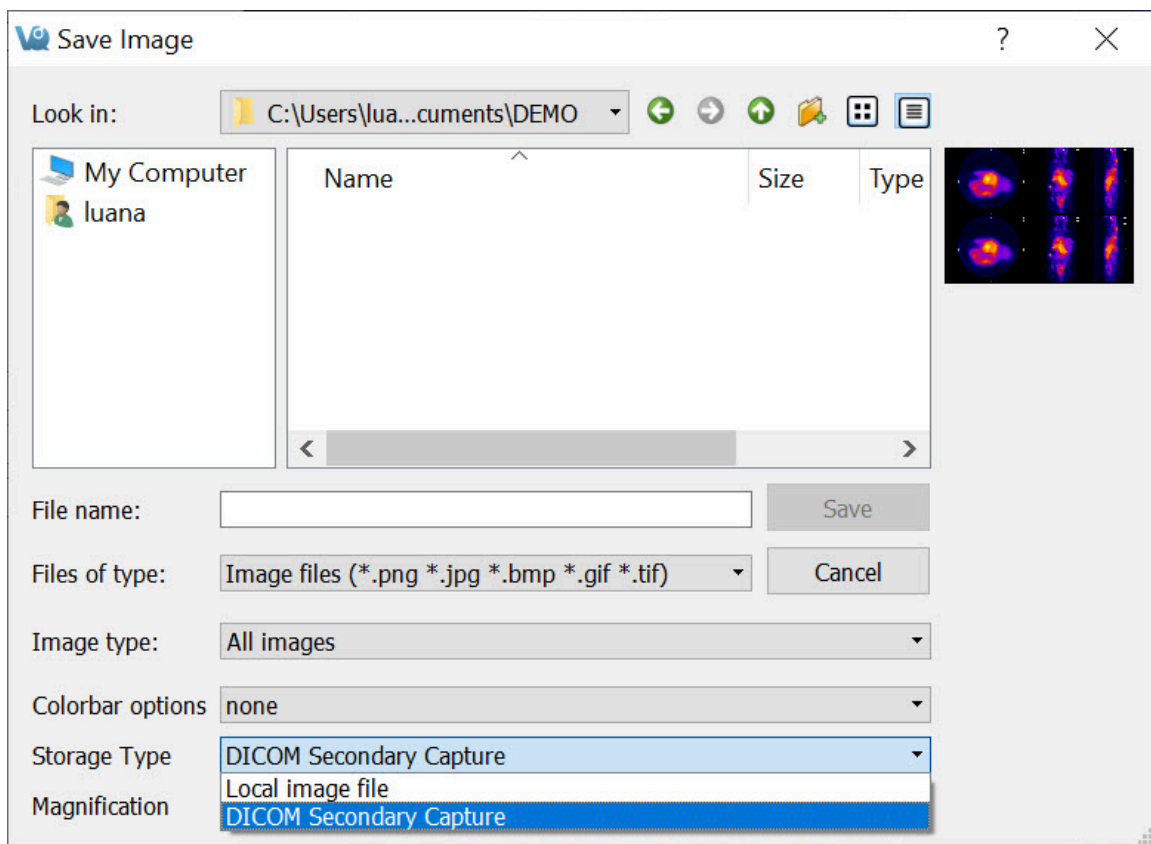 Save Image
Look in: C:\Users\lua...cuments\DEMO
My Computer
luana
Name Size Type
File name: Save
Files of type: Image files (*.png *.jpg *.bmp *.gif *.tif) Cancel
Image type: All images
Colorbar options none
Storage Type DICOM Secondary Capture
Local image file
Magnification
DICOM Secondary Capture